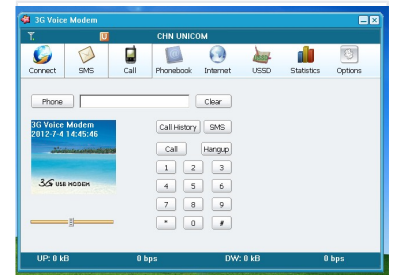 3G Voice Modem
CHN UNICOM
Connect SMS Call Phonebook Internet USSD Statistics Options
Phone Clear
3G Voice Modem
2012-7-4 14:45:46
3G USB MODEM
Call History SMS
Call Hangup
1 2 3
4 5 6
7 8 9
* 0 #
UP: 0 kB 0 bps DW: 0 kB 0 bps